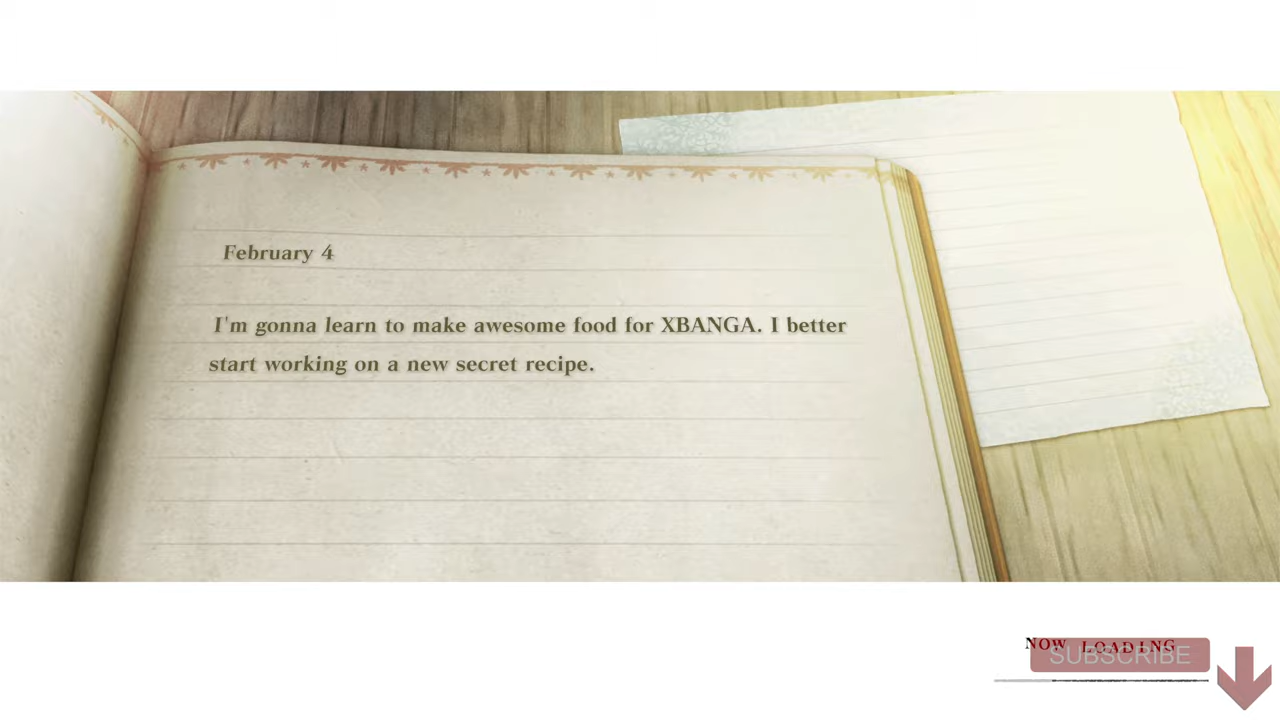 February 4
I'm gonna learn to make awesome food for XBANGA. I better
start working on a new secret recipe.
NOW LOADING
SUBSCRIBE